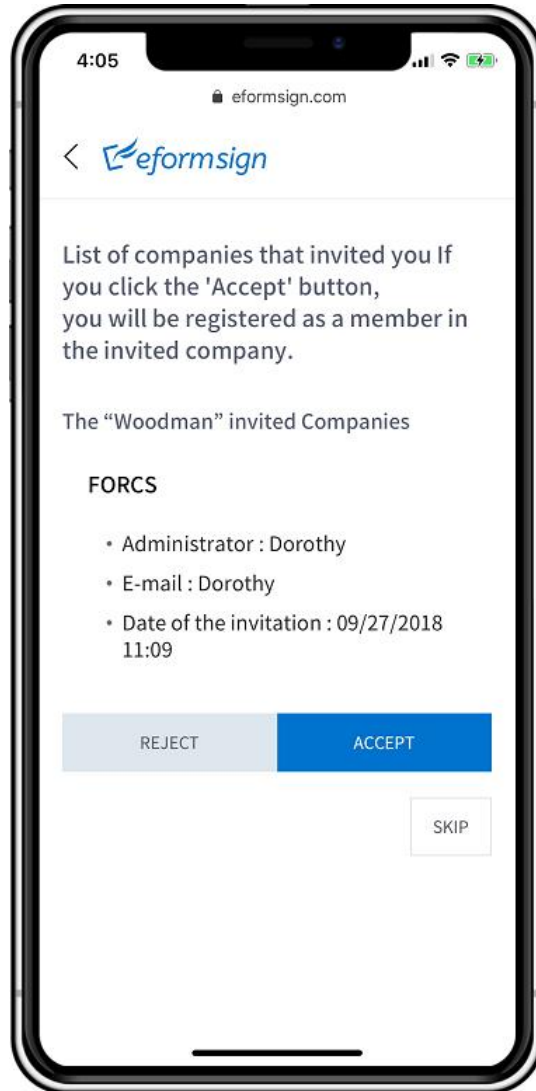 4:05
eformsign.com
eformsign
List of companies that invited you If
you click the 'Accept' button,
you will be registered as a member in
the invited company.
The “Woodman” invited Companies
FORCS
• Administrator : Dorothy
• E-mail : Dorothy
• Date of the invitation : 09/27/2018
11:09
REJECT
ACCEPT
SKIP